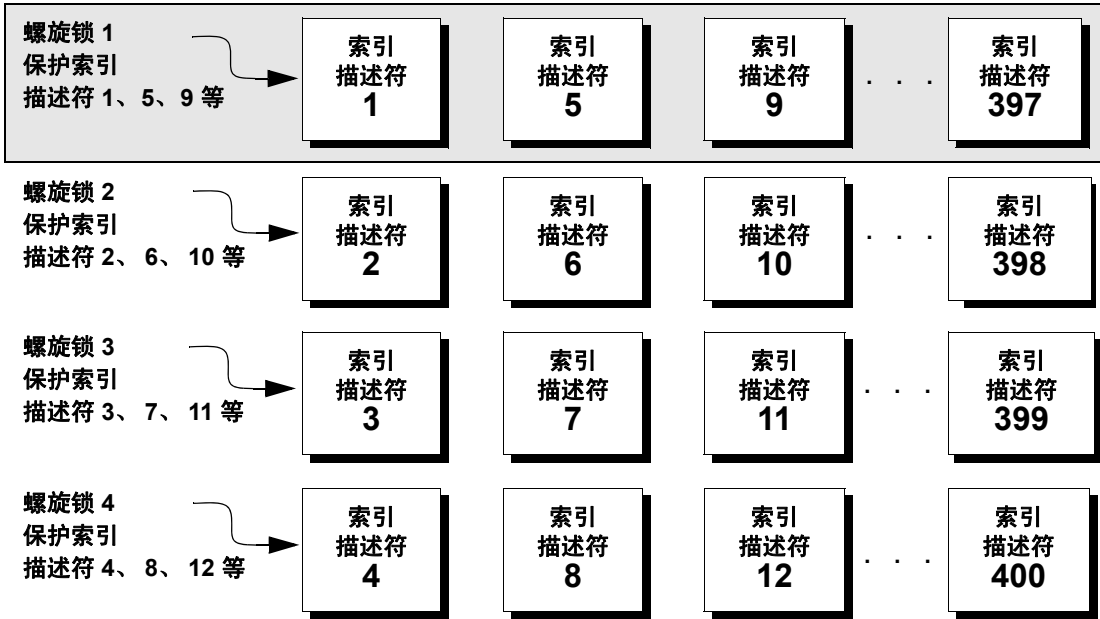 螺旋锁 1
保护索引
描述符 1、 5、 9 等
索引
描述符
1
索引
描述符
5
索引
描述符
9
. . .
索引
描述符
397
螺旋锁 2
保护索引
描述符 2、 6、 10 等
索引
描述符
2
索引
描述符
6
索引
描述符
10
. . .
索引
描述符
398
螺旋锁 3
保护索引
描述符 3、 7、 11 等
索引
描述符
3
索引
描述符
7
索引
描述符
11
. . .
索引
描述符
399
螺旋锁 4
保护索引
描述符 4、 8、 12 等
索引
描述符
4
索引
描述符
8
索引
描述符
12
. . .
索引
描述符
400